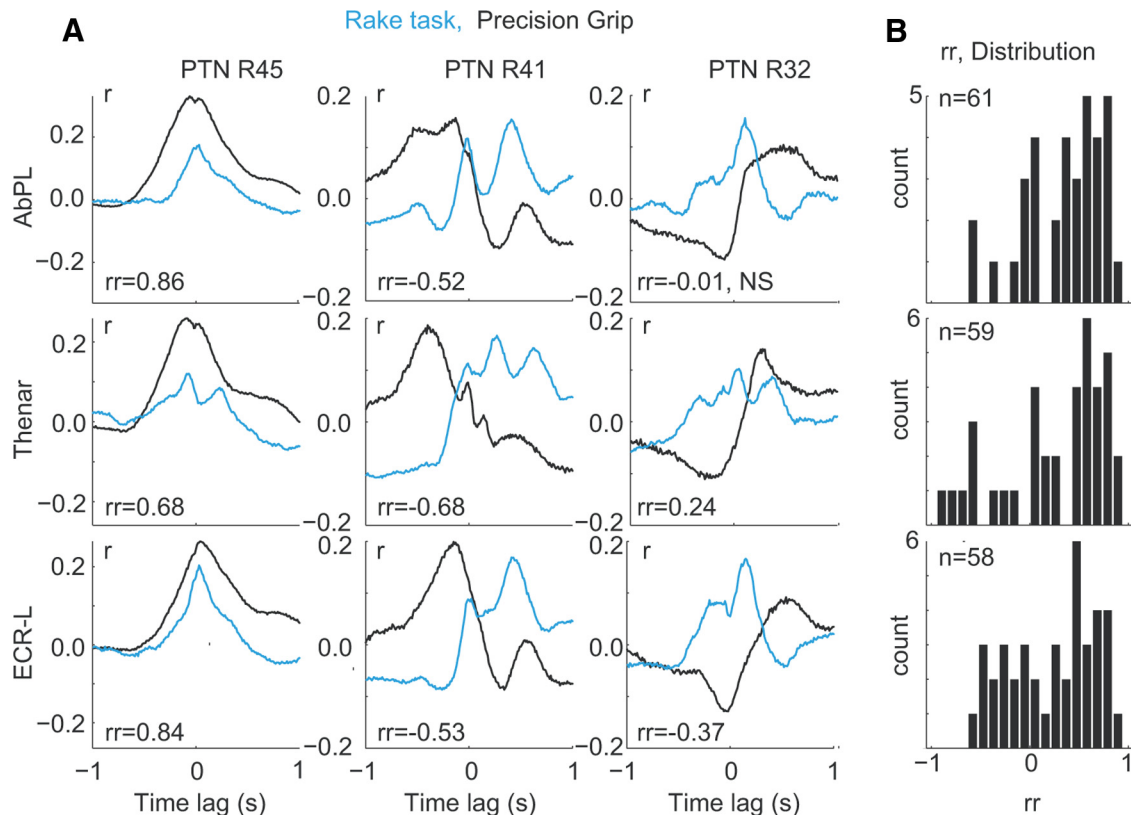 A
Rake task, Precision Grip
B
rr, Distribution
PTN R45
PTN R41
PTN R32
AbPL
r
0.2
0.0
−0.2
rr=0.86
r
0.2
0.0
−0.2
rr=-0.52
r
0.2
0.0
−0.2
rr=-0.01, NS
5
count
n=61
Thenar
r
0.2
0.0
−0.2
rr=0.68
r
0.2
0.0
−0.2
rr=-0.68
r
0.2
0.0
−0.2
rr=0.24
6
count
n=59
ECR-L
r
0.2
0.0
−0.2
rr=0.84
r
0.2
0.0
−0.2
rr=-0.53
r
0.2
0.0
−0.2
rr=-0.37
6
count
n=58
−1 0 1
−1 0 1
−1 0 1
−1 0 1
Time lag (s)
Time lag (s)
Time lag (s)
rr